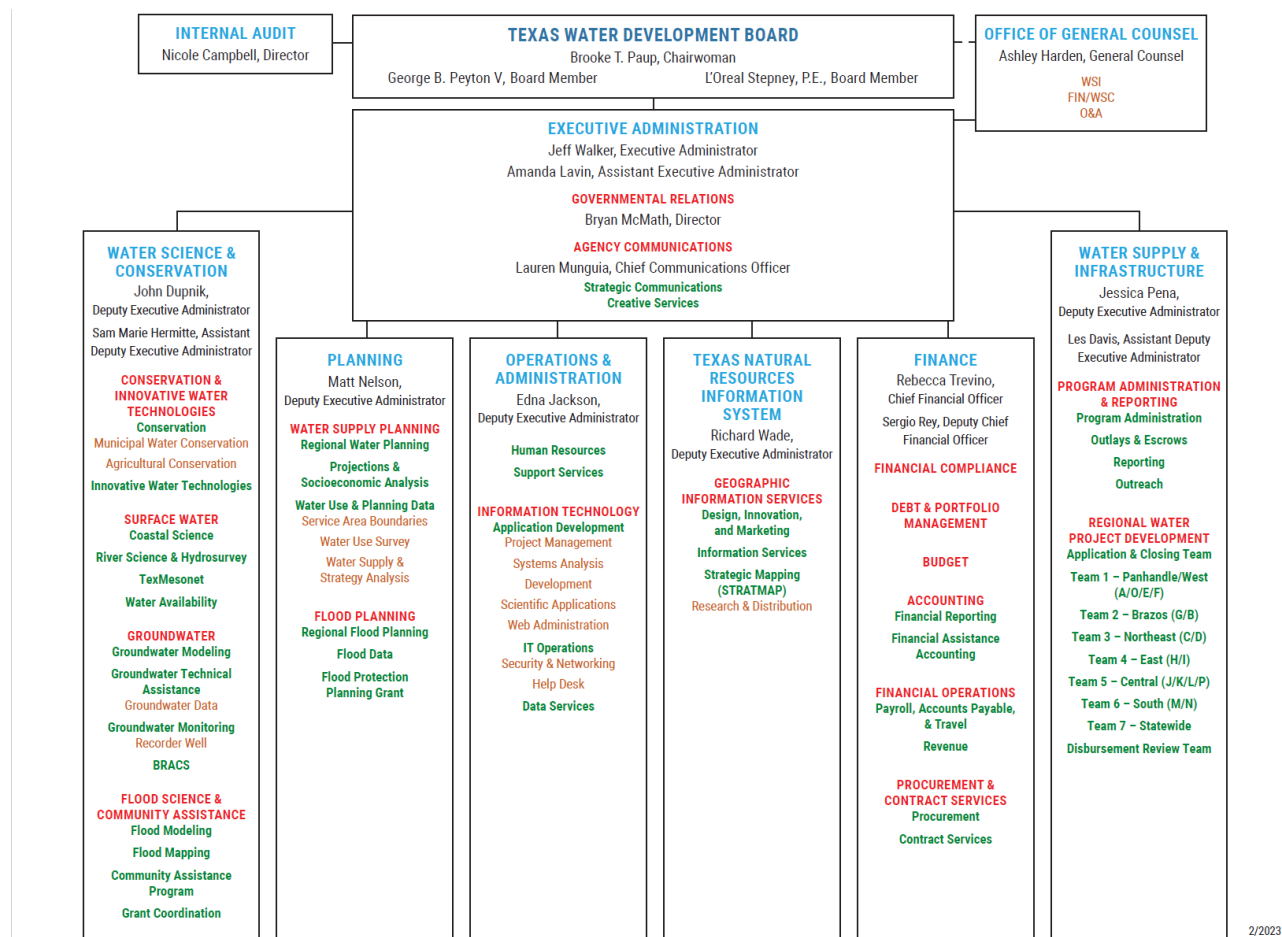 INTERNAL AUDIT
Nicole Campbell, Director
TEXAS WATER DEVELOPMENT BOARD
Brooke T. Paup, Chairwoman
George B. Peyton V, Board Member
L'Oreal Stepney, P.E., Board Member
OFFICE OF GENERAL COUNSEL
Ashley Harden, General Counsel
WSI
FIN/WSC
O&A
EXECUTIVE ADMINISTRATION
Jeff Walker, Executive Administrator
Amanda Lavin, Assistant Executive Administrator
GOVERNMENTAL RELATIONS
Bryan McMath, Director
AGENCY COMMUNICATIONS
Lauren Munguia, Chief Communications Officer
Strategic Communications
Creative Services
WATER SCIENCE &
CONSERVATION
John Dupnik,
Deputy Executive Administrator
Sam Marie Hermitte, Assistant
Deputy Executive Administrator
CONSERVATION &
INNOVATIVE WATER
TECHNOLOGIES
Conservation
Municipal Water Conservation
Agricultural Conservation
Innovative Water Technologies
SURFACE WATER
Coastal Science
River Science & Hydrosurvey
TexMesonet
Water Availability
GROUNDWATER
Groundwater Modeling
Groundwater Technical
Assistance
Groundwater Data
Groundwater Monitoring
Recorder Well
BRACS
FLOOD SCIENCE &
COMMUNITY ASSISTANCE
Flood Modeling
Flood Mapping
Community Assistance
Program
Grant Coordination
PLANNING
Matt Nelson,
Deputy Executive Administrator
WATER SUPPLY PLANNING
Regional Water Planning
Projections &
Socioeconomic Analysis
Water Use & Planning Data
Service Area Boundaries
Water Use Survey
Water Supply &
Strategy Analysis
FLOOD PLANNING
Regional Flood Planning
Flood Data
Flood Protection
Planning Grant
OPERATIONS &
ADMINISTRATION
Edna Jackson,
Deputy Executive Administrator
Human Resources
Support Services
INFORMATION TECHNOLOGY
Application Development
Project Management
Systems Analysis
Development
Scientific Applications
Web Administration
IT Operations
Security & Networking
Help Desk
Data Services
TEXAS NATURAL
RESOURCES
INFORMATION
SYSTEM
Richard Wade,
Deputy Executive Administrator
GEOGRAPHIC
INFORMATION SERVICES
Design, Innovation,
and Marketing
Information Services
Strategic Mapping
(STRATMAP)
Research & Distribution
FINANCE
Rebecca Trevino,
Chief Financial Officer
Sergio Rey, Deputy Chief
Financial Officer
FINANCIAL COMPLIANCE
DEBT & PORTFOLIO
MANAGEMENT
BUDGET
ACCOUNTING
Financial Reporting
Financial Assistance
Accounting
FINANCIAL OPERATIONS
Payroll, Accounts Payable,
& Travel
Revenue
PROCUREMENT &
CONTRACT SERVICES
Procurement
Contract Services
WATER SUPPLY &
INFRASTRUCTURE
Jessica Pena,
Deputy Executive Administrator
Les Davis, Assistant Deputy
Executive Administrator
PROGRAM ADMINISTRATION
& REPORTING
Program Administration
Outlays & Escrows
Reporting
Outreach
REGIONAL WATER
PROJECT DEVELOPMENT
Application & Closing Team
Team 1 – Panhandle/West
(A/O/E/F)
Team 2 – Brazos (G/B)
Team 3 – Northeast (C/D)
Team 4 – East (H/I)
Team 5 – Central (J/K/L/P)
Team 6 – South (M/N)
Team 7 – Statewide
Disbursement Review Team
2/2023